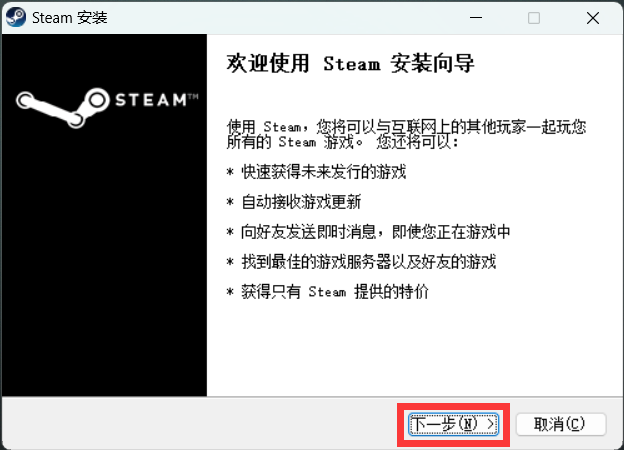 Steam 安装
STEAM™
欢迎使用 Steam 安装向导
使用 Steam，您将可以与互联网上的其他玩家一起玩您
所有的 Steam 游戏。 您还将可以：
* 快速获得未来发行的游戏
* 自动接收游戏更新
* 向好友发送即时消息，即使您正在游戏中
* 找到最佳的游戏服务器以及好友的游戏
* 获得只有 Steam 提供的特价
下一步(N) >
取消(C)